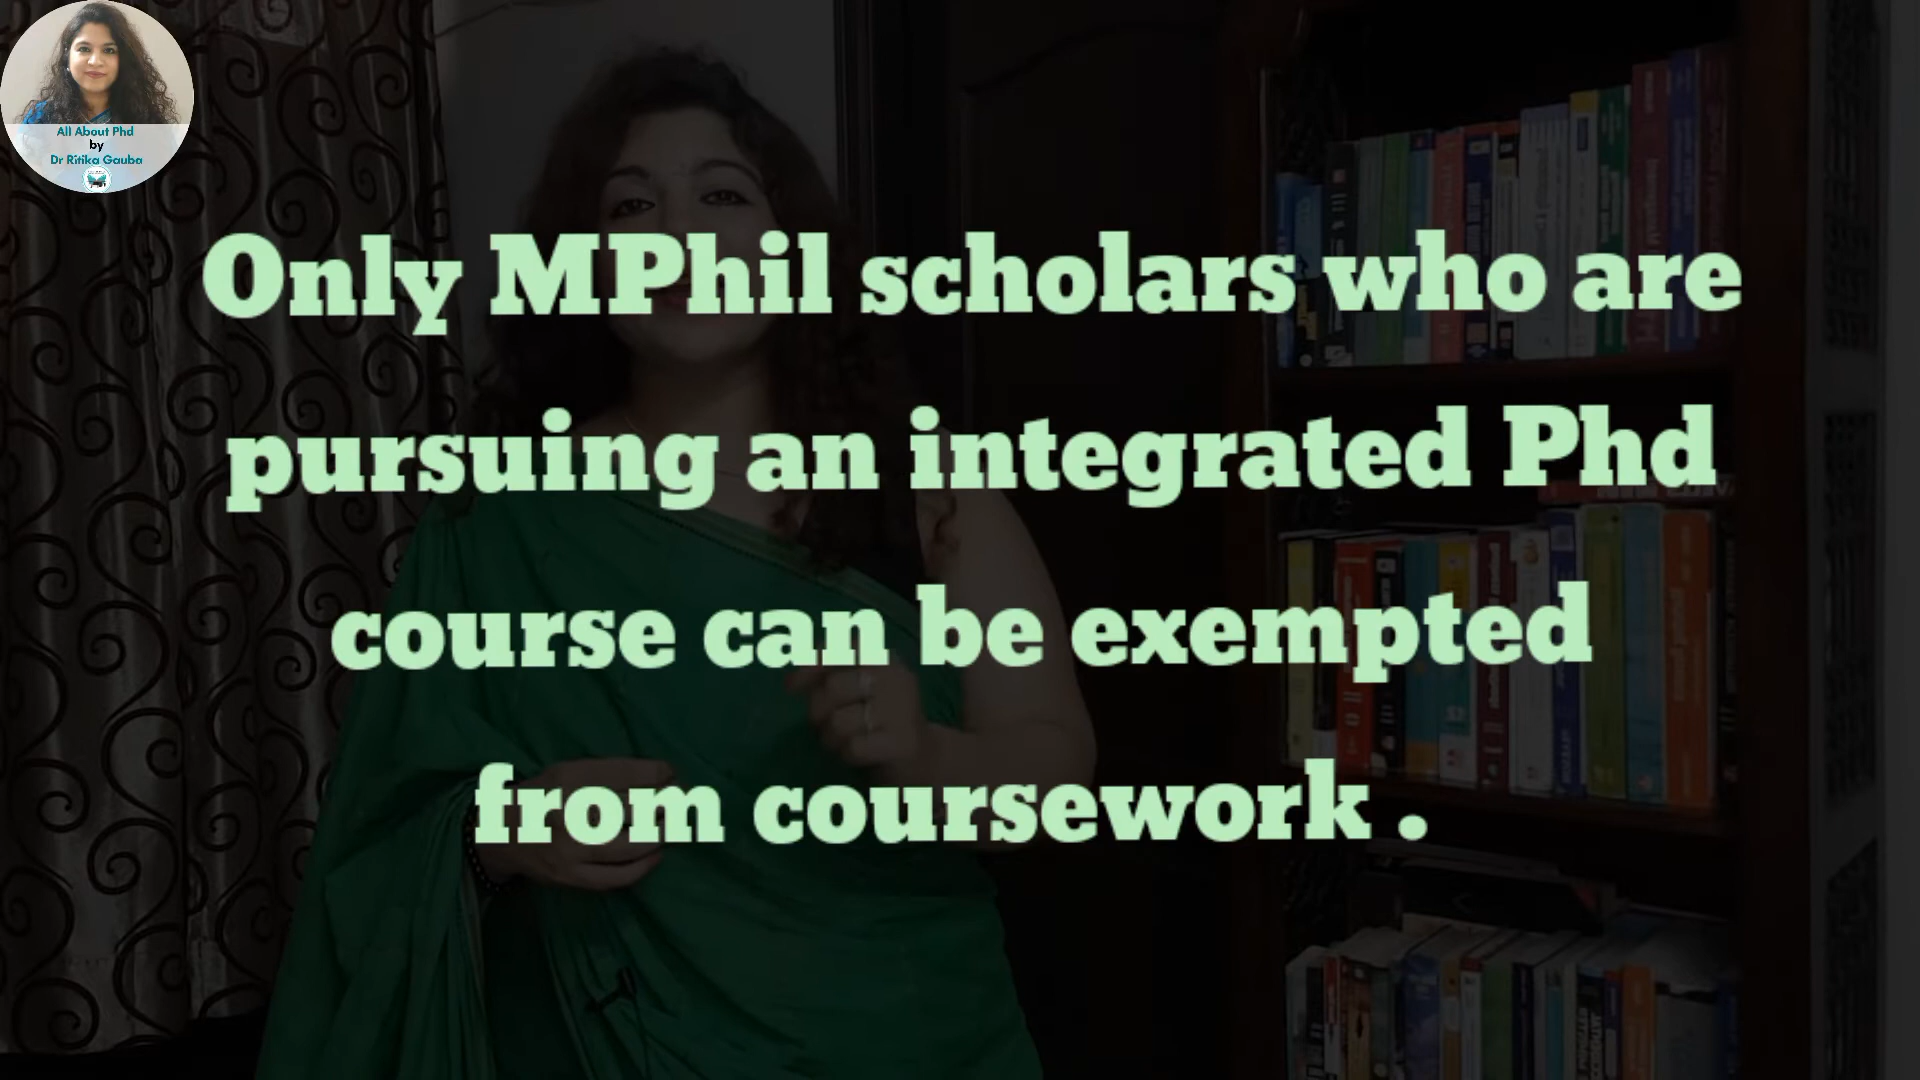 All About Phd
by
Dr Ritika Gauba
Only MPhil scholars who are
pursuing an integrated Phd
course can be exempted
from coursework .